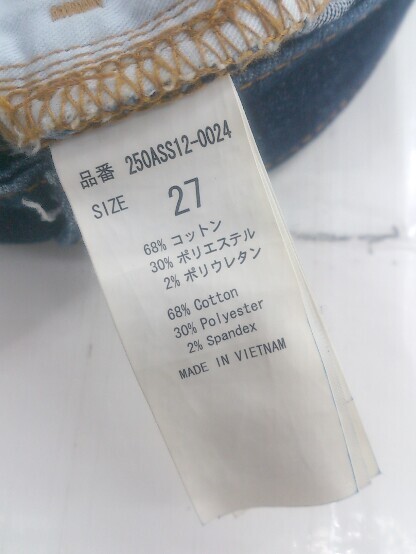 品番 250ASS12-0024
SIZE 27
68% コットン
30% ポリエステル
2% ポリウレタン
68% Cotton
30% Polyester
2% Spandex
MADE IN VIETNAM